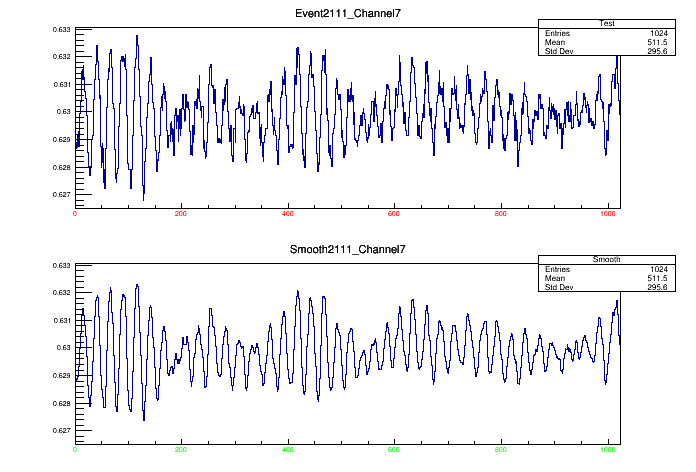 Event2111_Channel7
Test
Entries 1024
Mean 511.5
Std Dev 295.6
0.633
0.632
0.631
0.63
0.629
0.628
0.627
0 200 400 600 800 1000
Smooth2111_Channel7
Smooth
Entries 1024
Mean 511.5
Std Dev 295.6
0.633
0.632
0.631
0.63
0.629
0.628
0.627
0 200 400 600 800 1000